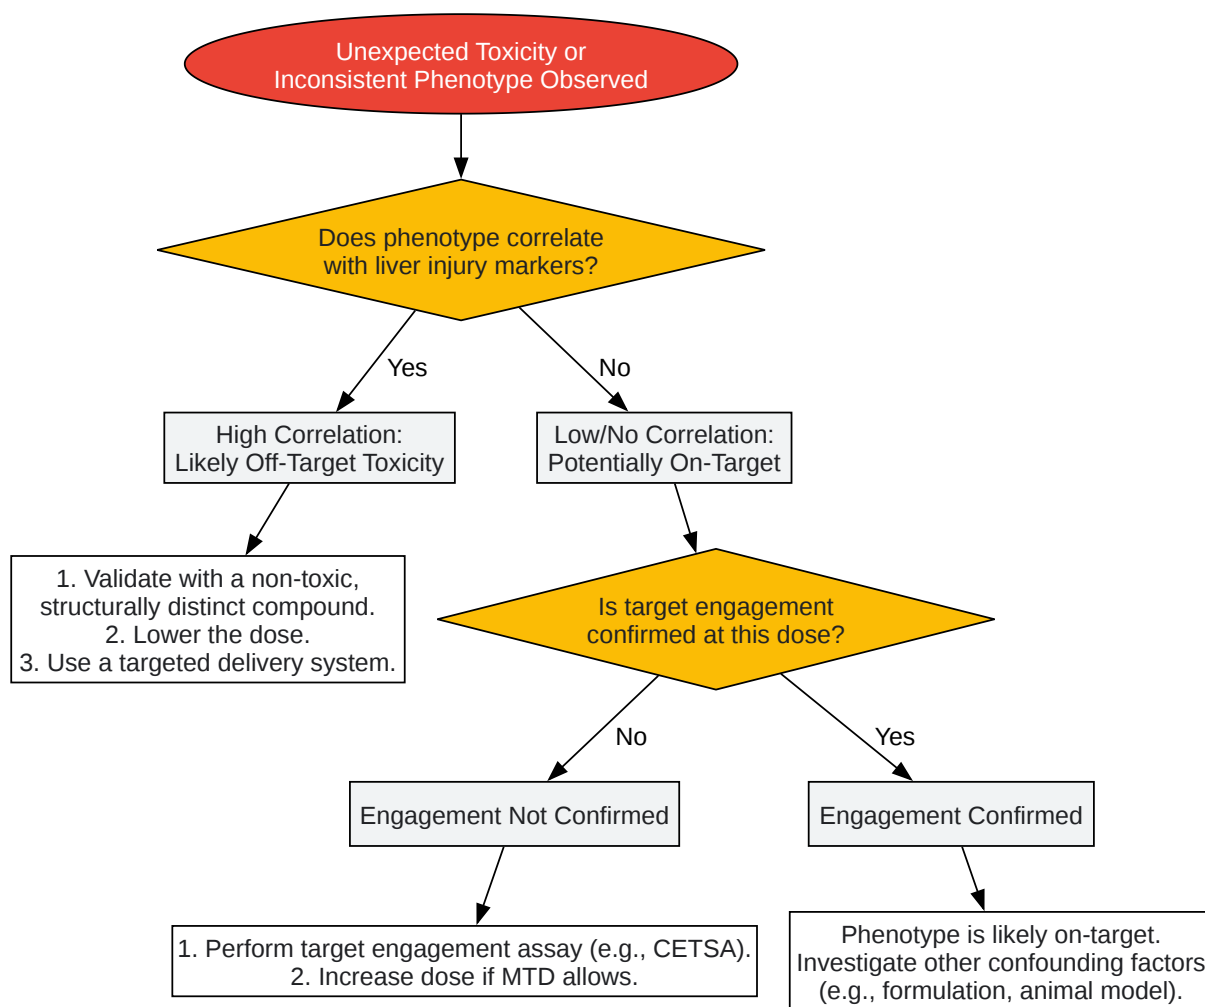 Unexpected Toxicity or
Inconsistent Phenotype Observed
Does phenotype correlate
with liver injury markers?
Yes
No
High Correlation:
Likely Off-Target Toxicity
Low/No Correlation:
Potentially On-Target
1. Validate with a non-toxic,
structurally distinct compound.
2. Lower the dose.
3. Use a targeted delivery system.
Is target engagement
confirmed at this dose?
No
Yes
Engagement Not Confirmed
Engagement Confirmed
1. Perform target engagement assay (e.g., CETSA).
2. Increase dose if MTD allows.
Phenotype is likely on-target.
Investigate other confounding factors
(e.g., formulation, animal model).